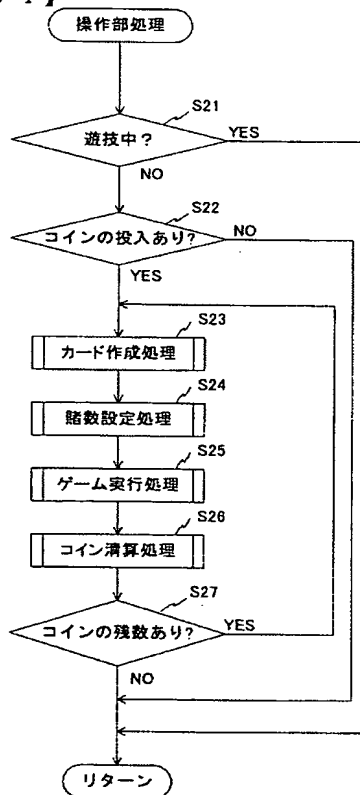 操作部処理
S21
遊技中?
YES
NO
S22
コインの投入あり?
NO
YES
S23
カード作成処理
S24
賭数設定処理
S25
ゲーム実行処理
S26
コイン清算処理
S27
コインの残数あり?
YES
NO
リターン